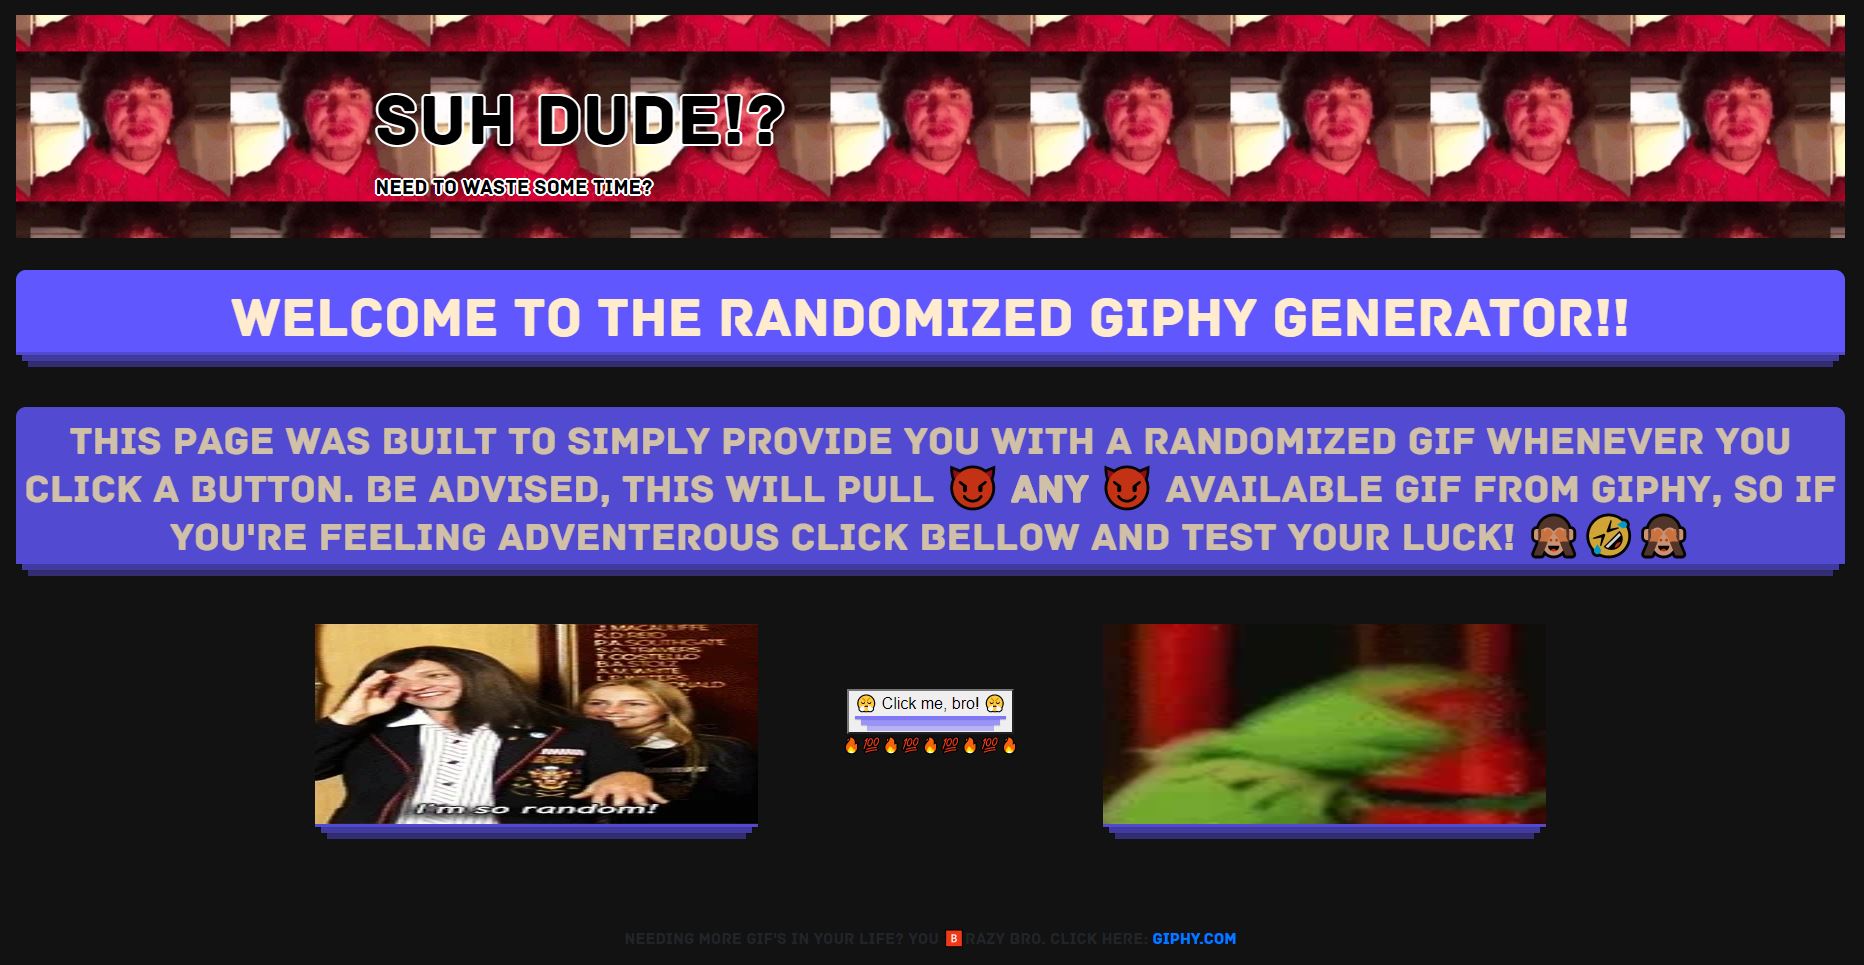 SUH DUDE!?
NEED TO WASTE SOME TIME?
WELCOME TO THE RANDOMIZED GIPHY GENERATOR!!
THIS PAGE WAS BUILT TO SIMPLY PROVIDE YOU WITH A RANDOMIZED GIF WHENEVER YOU
CLICK A BUTTON. BE ADVISED, THIS WILL PULL 😈 ANY 😈 AVAILABLE GIF FROM GIPHY, SO IF
YOU'RE FEELING ADVENTEROUS CLICK BELLOW AND TEST YOUR LUCK! 🙈🤣🙈
P.A. SOUTHGATE
S.A. TRAVERS
T. COSTELLO
I'm so random!
😤 Click me, bro! 😤
🔥💯🔥💯🔥💯🔥💯🔥
NEEDING MORE GIF'S IN YOUR LIFE? YOU 🅱RAZY BRO. CLICK HERE: GIPHY.COM